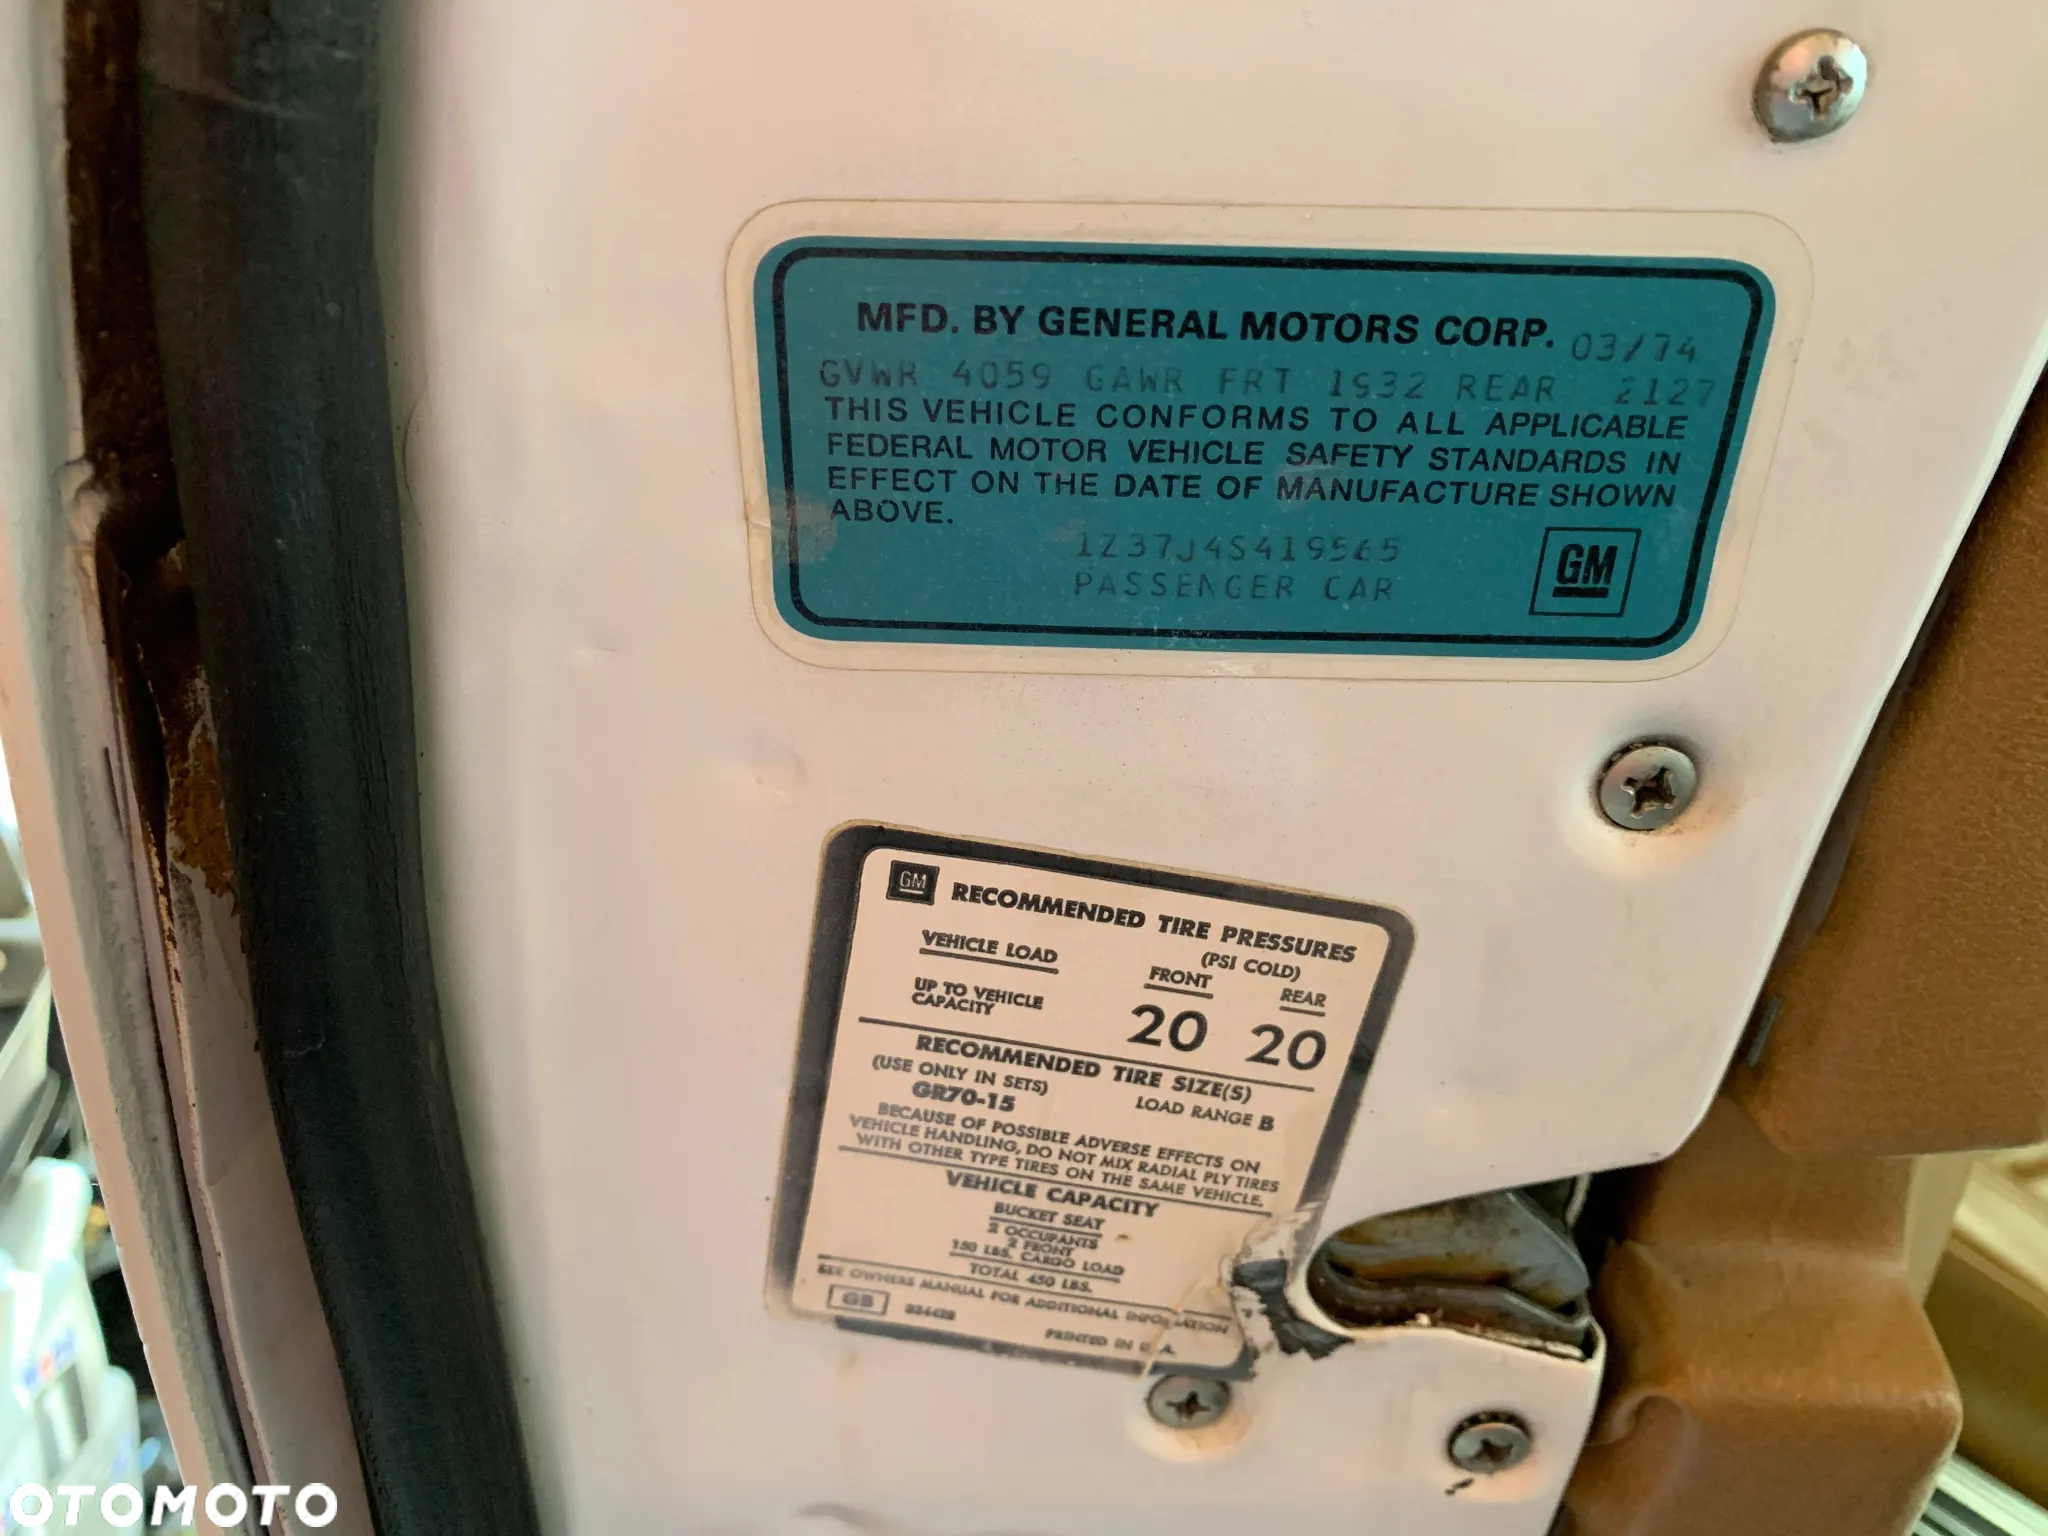 MFD. BY GENERAL MOTORS CORP. 03/74
GVWR 4059 GAWR FRT 1932 REAR 2127
THIS VEHICLE CONFORMS TO ALL APPLICABLE
FEDERAL MOTOR VEHICLE SAFETY STANDARDS IN
EFFECT ON THE DATE OF MANUFACTURE SHOWN
ABOVE.
1Z37J4S419565
PASSENGER CAR
GM
GM RECOMMENDED TIRE PRESSURES
(PSI COLD)
VEHICLE LOAD FRONT REAR
UP TO VEHICLE
CAPACITY
20 20
RECOMMENDED TIRE SIZE(S)
(USE ONLY IN SETS)
GR70-15 LOAD RANGE B
BECAUSE OF POSSIBLE ADVERSE EFFECTS ON
VEHICLE HANDLING, DO NOT MIX RADIAL PLY TIRES
WITH OTHER TYPE TIRES ON THE SAME VEHICLE.
VEHICLE CAPACITY
BUCKET SEAT
2 OCCUPANTS
2 FRONT
150 LBS. CARGO LOAD
TOTAL 450 LBS.
SEE OWNERS MANUAL FOR ADDITIONAL INFORMATION
GB
PRINTED IN U.S.A.
OTOMOTO